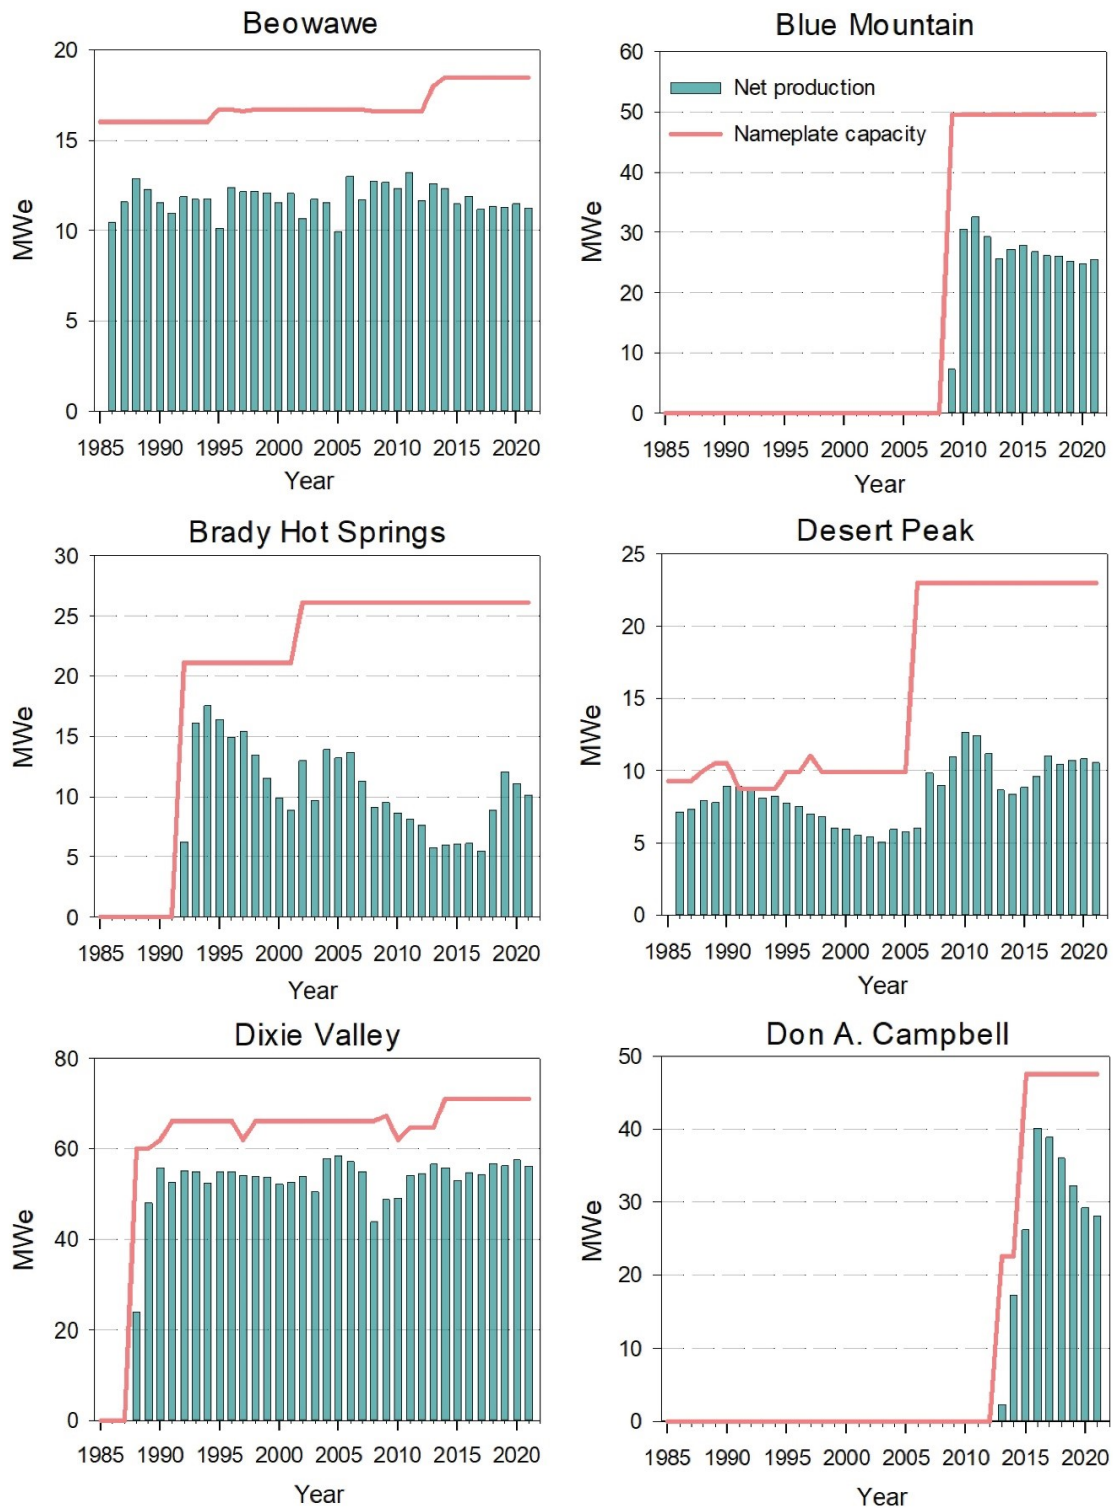 Beowawe
20
15
10
5
0
MWe
1985 1990 1995 2000 2005 2010 2015 2020
Year
Blue Mountain
60
50
40
30
20
10
0
MWe
Net production
Nameplate capacity
1985 1990 1995 2000 2005 2010 2015 2020
Year
Brady Hot Springs
30
25
20
15
10
5
0
MWe
1985 1990 1995 2000 2005 2010 2015 2020
Year
Desert Peak
25
20
15
10
5
0
MWe
1985 1990 1995 2000 2005 2010 2015 2020
Year
Dixie Valley
80
60
40
20
0
MWe
1985 1990 1995 2000 2005 2010 2015 2020
Year
Don A. Campbell
50
40
30
20
10
0
MWe
1985 1990 1995 2000 2005 2010 2015 2020
Year